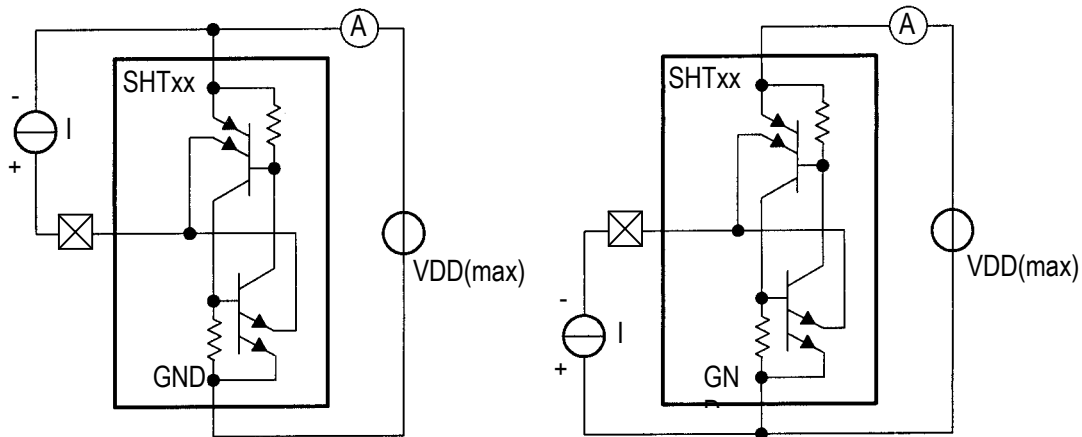 A
SHTxx
-
I
+
VDD(max)
GND
A
SHTxx
VDD(max)
-
I
+
GN